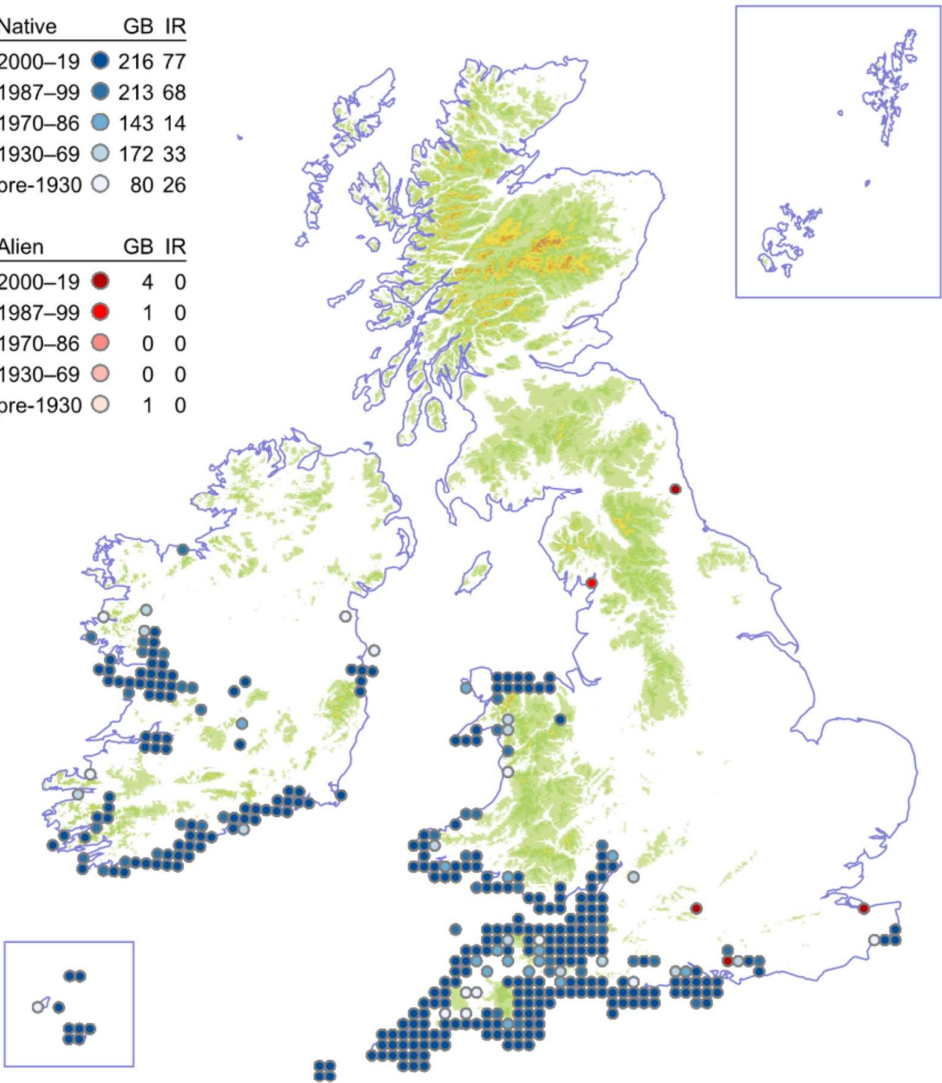 Native GB IR
2000–19 216 77
1987–99 213 68
1970–86 143 14
1930–69 172 33
pre-1930 80 26
Alien GB IR
2000–19 4 0
1987–99 1 0
1970–86 0 0
1930–69 0 0
pre-1930 1 0